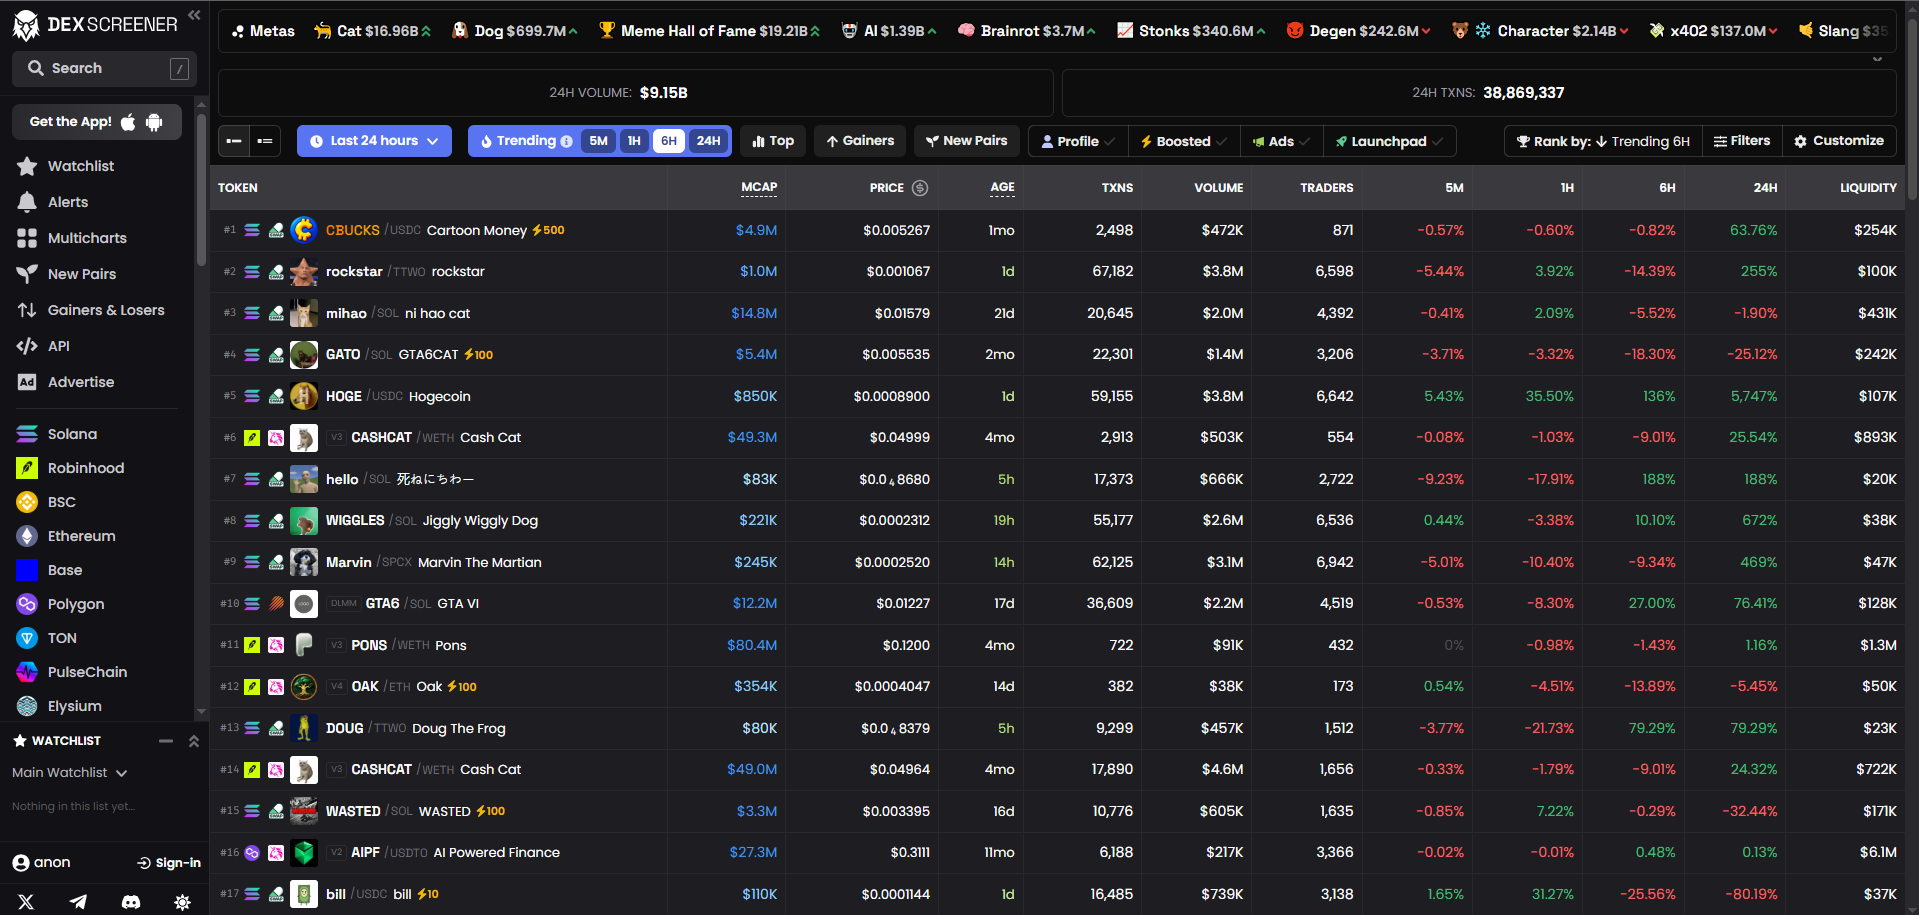 DEX SCREENER
Search /
Get the App!
Watchlist
Alerts
Multicharts
New Pairs
Gainers & Losers
API
Ad Advertise
Solana
Robinhood
BSC
Ethereum
Base
Polygon
TON
PulseChain
Elysium
WATCHLIST
Main Watchlist
Nothing in this list yet...
anon Sign-in
Metas Cat $16.96B Dog $699.7M Meme Hall of Fame $19.21B AI $1.39B Brainrot $3.7M Stonks $340.6M Degen $242.6M Character $2.14B x402 $137.0M Slang $35
24H VOLUME: $9.15B 24H TXNS: 38,869,337
Last 24 hours Trending 5M 1H 6H 24H Top Gainers New Pairs Profile Boosted Ads Launchpad Rank by: Trending 6H Filters Customize
TOKEN MCAP PRICE AGE TXNS VOLUME TRADERS 5M 1H 6H 24H LIQUIDITY
#1 CBUCKS /USDC Cartoon Money 500 $4.9M $0.005267 1mo 2,498 $472K 871 -0.57% -0.60% -0.82% 63.76% $254K
#2 rockstar /TTWO rockstar $1.0M $0.001067 1d 67,182 $3.8M 6,598 -5.44% 3.92% -14.39% 255% $100K
#3 mihao /SOL ni hao cat $14.8M $0.01579 21d 20,645 $2.0M 4,392 -0.41% 2.09% -5.52% -1.90% $431K
#4 GATO /SOL GTA6CAT 100 $5.4M $0.005535 2mo 22,301 $1.4M 3,206 -3.71% -3.32% -18.30% -25.12% $242K
#5 HOGE /USDC Hogecoin $850K $0.0008900 1d 59,155 $3.8M 6,642 5.43% 35.50% 136% 5,747% $107K
#6 V3 CASHCAT /WETH Cash Cat $49.3M $0.04999 4mo 2,913 $503K 554 -0.08% -1.03% -9.01% 25.54% $893K
#7 hello /SOL 死ねにちわー $83K $0.0₄8680 5h 17,373 $666K 2,722 -9.23% -17.91% 188% 188% $20K
#8 WIGGLES /SOL Jiggly Wiggly Dog $221K $0.0002312 19h 55,177 $2.6M 6,536 0.44% -3.38% 10.10% 672% $38K
#9 Marvin /SPCX Marvin The Martian $245K $0.0002520 14h 62,125 $3.1M 6,942 -5.01% -10.40% -9.34% 469% $47K
#10 DLMM GTA6 /SOL GTA VI $12.2M $0.01227 17d 36,609 $2.2M 4,519 -0.53% -8.30% 27.00% 76.41% $128K
#11 V3 PONS /WETH Pons $80.4M $0.1200 4mo 722 $91K 432 0% -0.98% -1.43% 1.16% $1.3M
#12 V4 OAK /ETH Oak 100 $354K $0.0004047 14d 382 $38K 173 0.54% -4.51% -13.89% -5.45% $50K
#13 DOUG /TTWO Doug The Frog $80K $0.0₄8379 5h 9,299 $457K 1,512 -3.77% -21.73% 79.29% 79.29% $23K
#14 V3 CASHCAT /WETH Cash Cat $49.0M $0.04964 4mo 17,890 $4.6M 1,656 -0.33% -1.79% -9.01% 24.32% $722K
#15 WASTED /SOL WASTED 100 $3.3M $0.003395 16d 10,776 $605K 1,635 -0.85% 7.22% -0.29% -32.44% $171K
#16 V2 AIPF /USDT0 AI Powered Finance $27.3M $0.3111 11mo 6,188 $217K 3,366 -0.02% -0.01% 0.48% 0.13% $6.1M
#17 bill /USDC bill 10 $110K $0.0001144 1d 16,485 $739K 3,138 1.65% 31.27% -25.56% -80.19% $37K